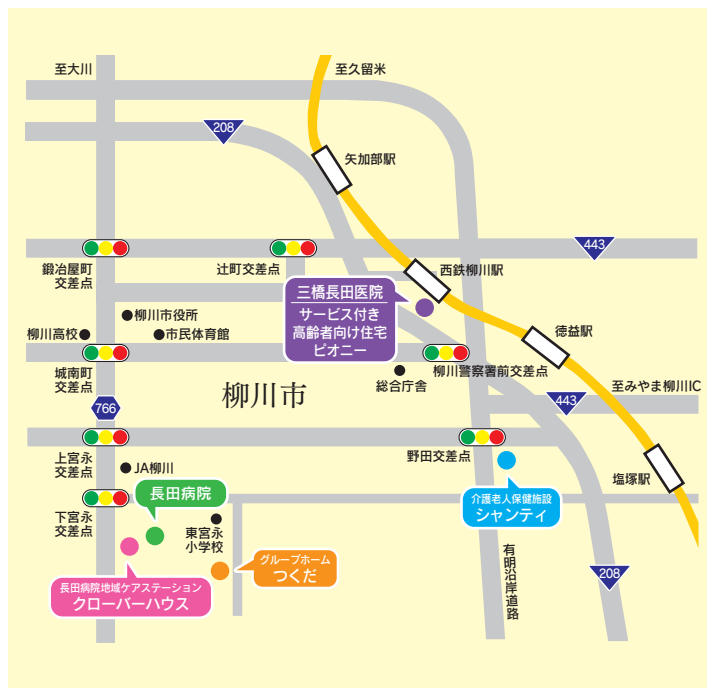 至大川
至久留米
208
矢加部駅
443
鍛冶屋町
交差点
辻町交差点
西鉄柳川駅
三橋長田医院
サービス付き
高齢者向け住宅
ピオニー
柳川市役所
柳川高校
市民体育館
徳益駅
城南町
交差点
柳川警察署前交差点
総合庁舎
至みやま柳川IC
柳川市
443
766
上宮永
交差点
JA柳川
野田交差点
塩塚駅
長田病院
介護老人保健施設
シャンティ
下宮永
交差点
東宮永
小学校
有明沿岸道路
グループホーム
つくだ
208
長田病院地域ケアステーション
クローバーハウス